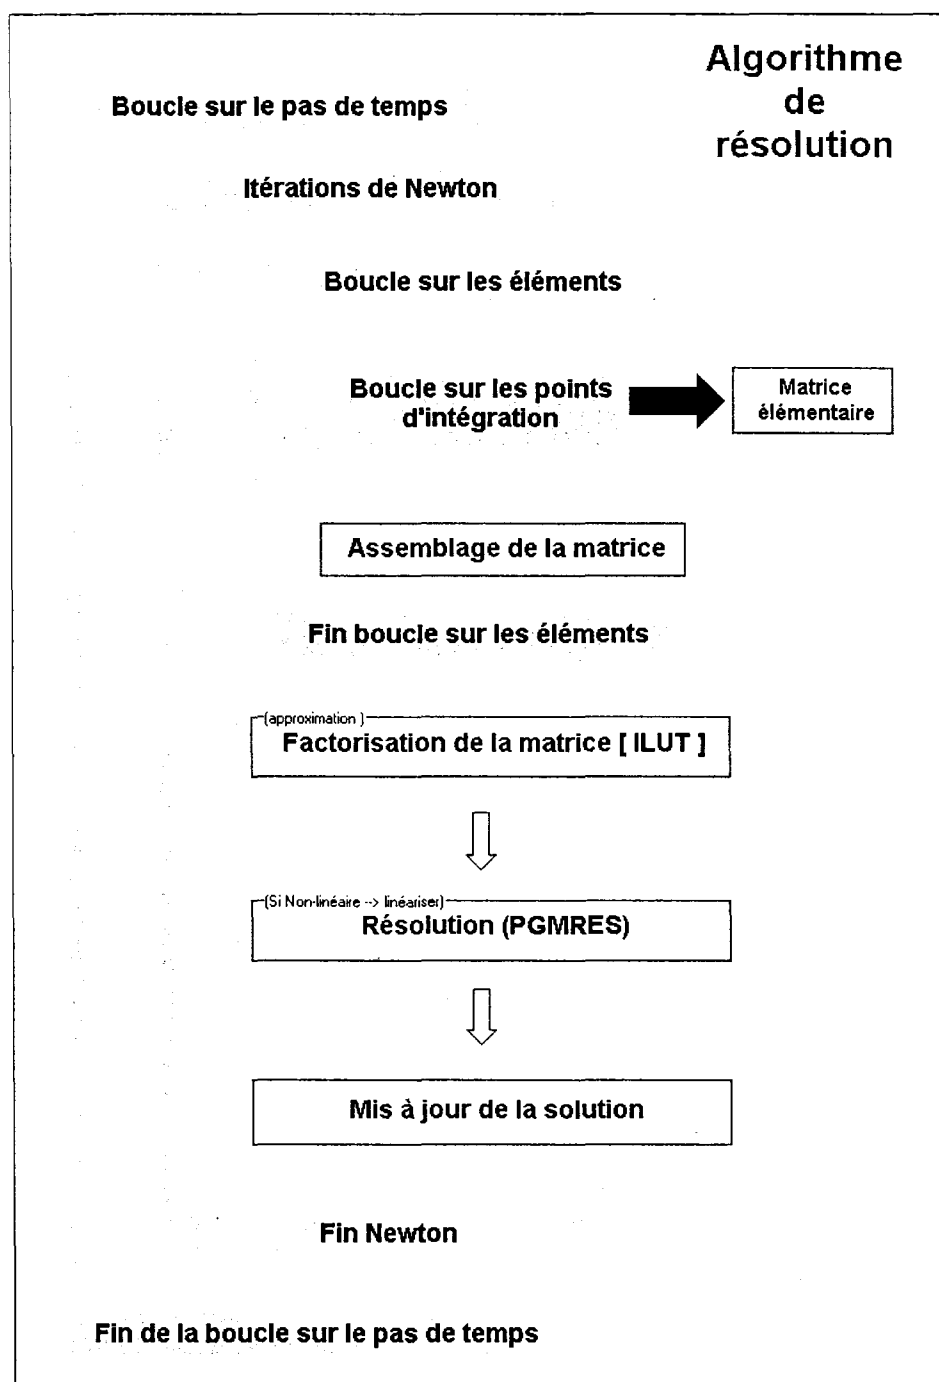 Algorithme
de
résolution
Boucle sur le pas de temps
Itérations de Newton
Boucle sur les éléments
Boucle sur les points
d'intégration
Matrice
élémentaire
Assemblage de la matrice
Fin boucle sur les éléments
(approximation )
Factorisation de la matrice [ ILUT ]
(Si Non-linéaire --> linéariser)
Résolution (PGMRES)
Mis à jour de la solution
Fin Newton
Fin de la boucle sur le pas de temps